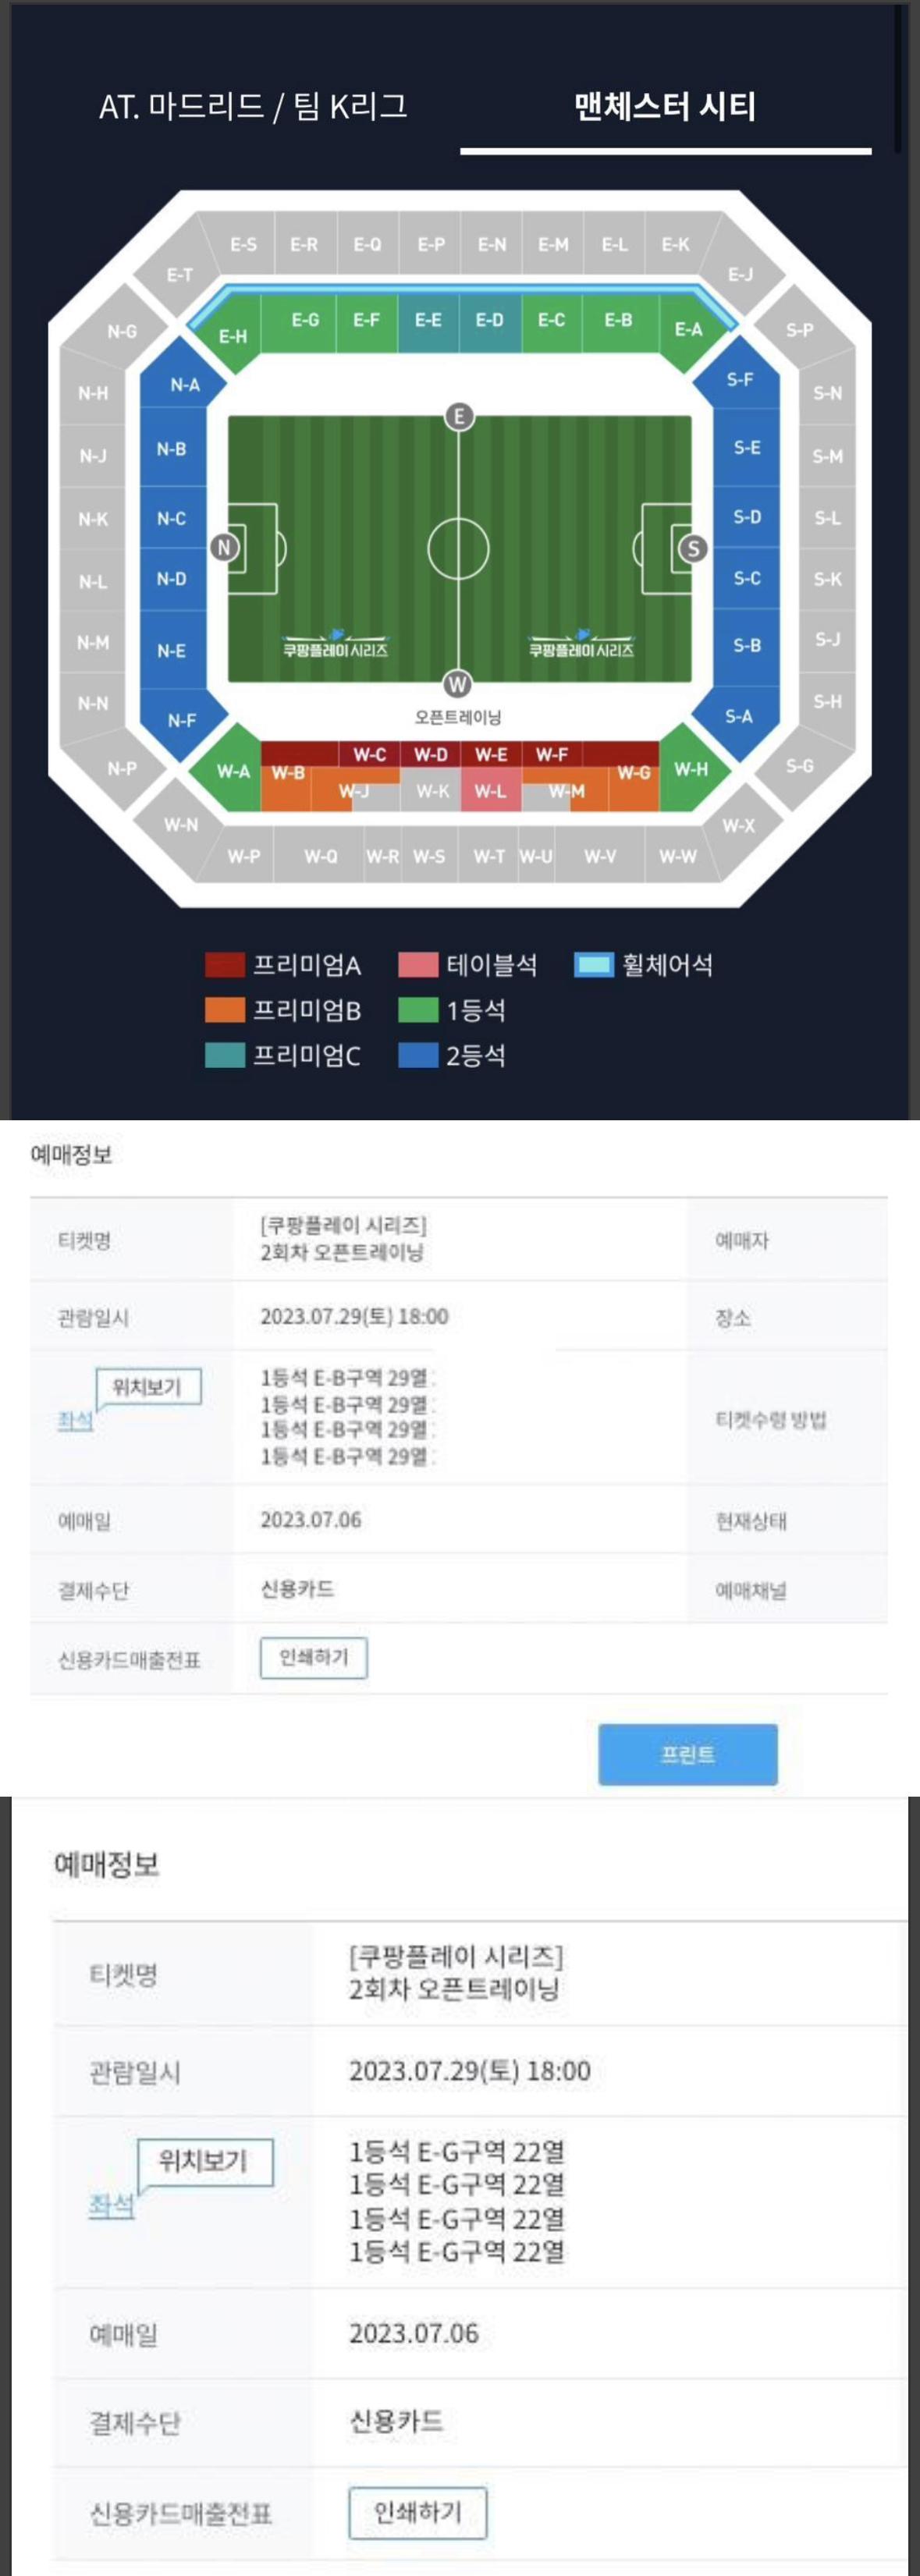 AT. 마드리드 / 팀 K리그
맨체스터 시티
E-S E-R E-Q E-P E-N E-M E-L E-K
E-T E-J
N-G E-H E-G E-F E-E E-D E-C E-B E-A S-P
N-H N-A S-F S-N
E
N-J N-B S-E S-M
N-K N-C S-D S-L
N S
N-L N-D S-C S-K
N-M N-E 쿠팡플레이 시리즈 쿠팡플레이 시리즈 S-B S-J
W
N-N N-F 오픈트레이닝 S-A S-H
W-C W-D W-E W-F
N-P W-A W-B W-G W-H S-G
W-J W-K W-L W-M
W-N W-X
W-P W-Q W-R W-S W-T W-U W-V W-W
프리미엄A 테이블석 휠체어석
프리미엄B 1등석
프리미엄C 2등석
예매정보
티켓명 [쿠팡플레이 시리즈] 예매자
2회차 오픈트레이닝
관람일시 2023.07.29(토) 18:00 장소
좌석 위치보기 1등석 E-B구역 29열 티켓수령 방법
1등석 E-B구역 29열
1등석 E-B구역 29열
1등석 E-B구역 29열
예매일 2023.07.06 현재상태
결제수단 신용카드 예매채널
신용카드매출전표 인쇄하기
프린트
예매정보
티켓명 [쿠팡플레이 시리즈]
2회차 오픈트레이닝
관람일시 2023.07.29(토) 18:00
좌석 위치보기 1등석 E-G구역 22열
1등석 E-G구역 22열
1등석 E-G구역 22열
1등석 E-G구역 22열
예매일 2023.07.06
결제수단 신용카드
신용카드매출전표 인쇄하기